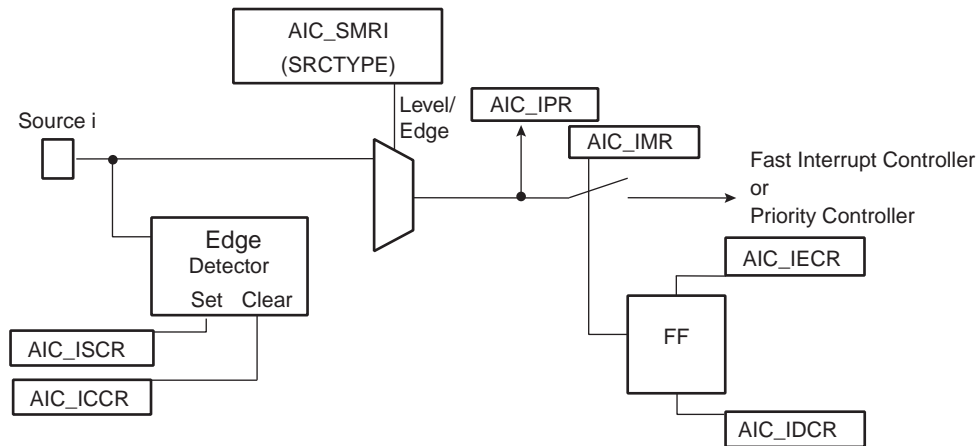 AIC_SMRI
(SRCTYPE)
Source i
Level/
Edge
AIC_IPR
AIC_IMR
Fast Interrupt Controller
or
Priority Controller
Edge
Detector
Set Clear
AIC_IECR
FF
AIC_ISCR
AIC_ICCR
AIC_IDCR